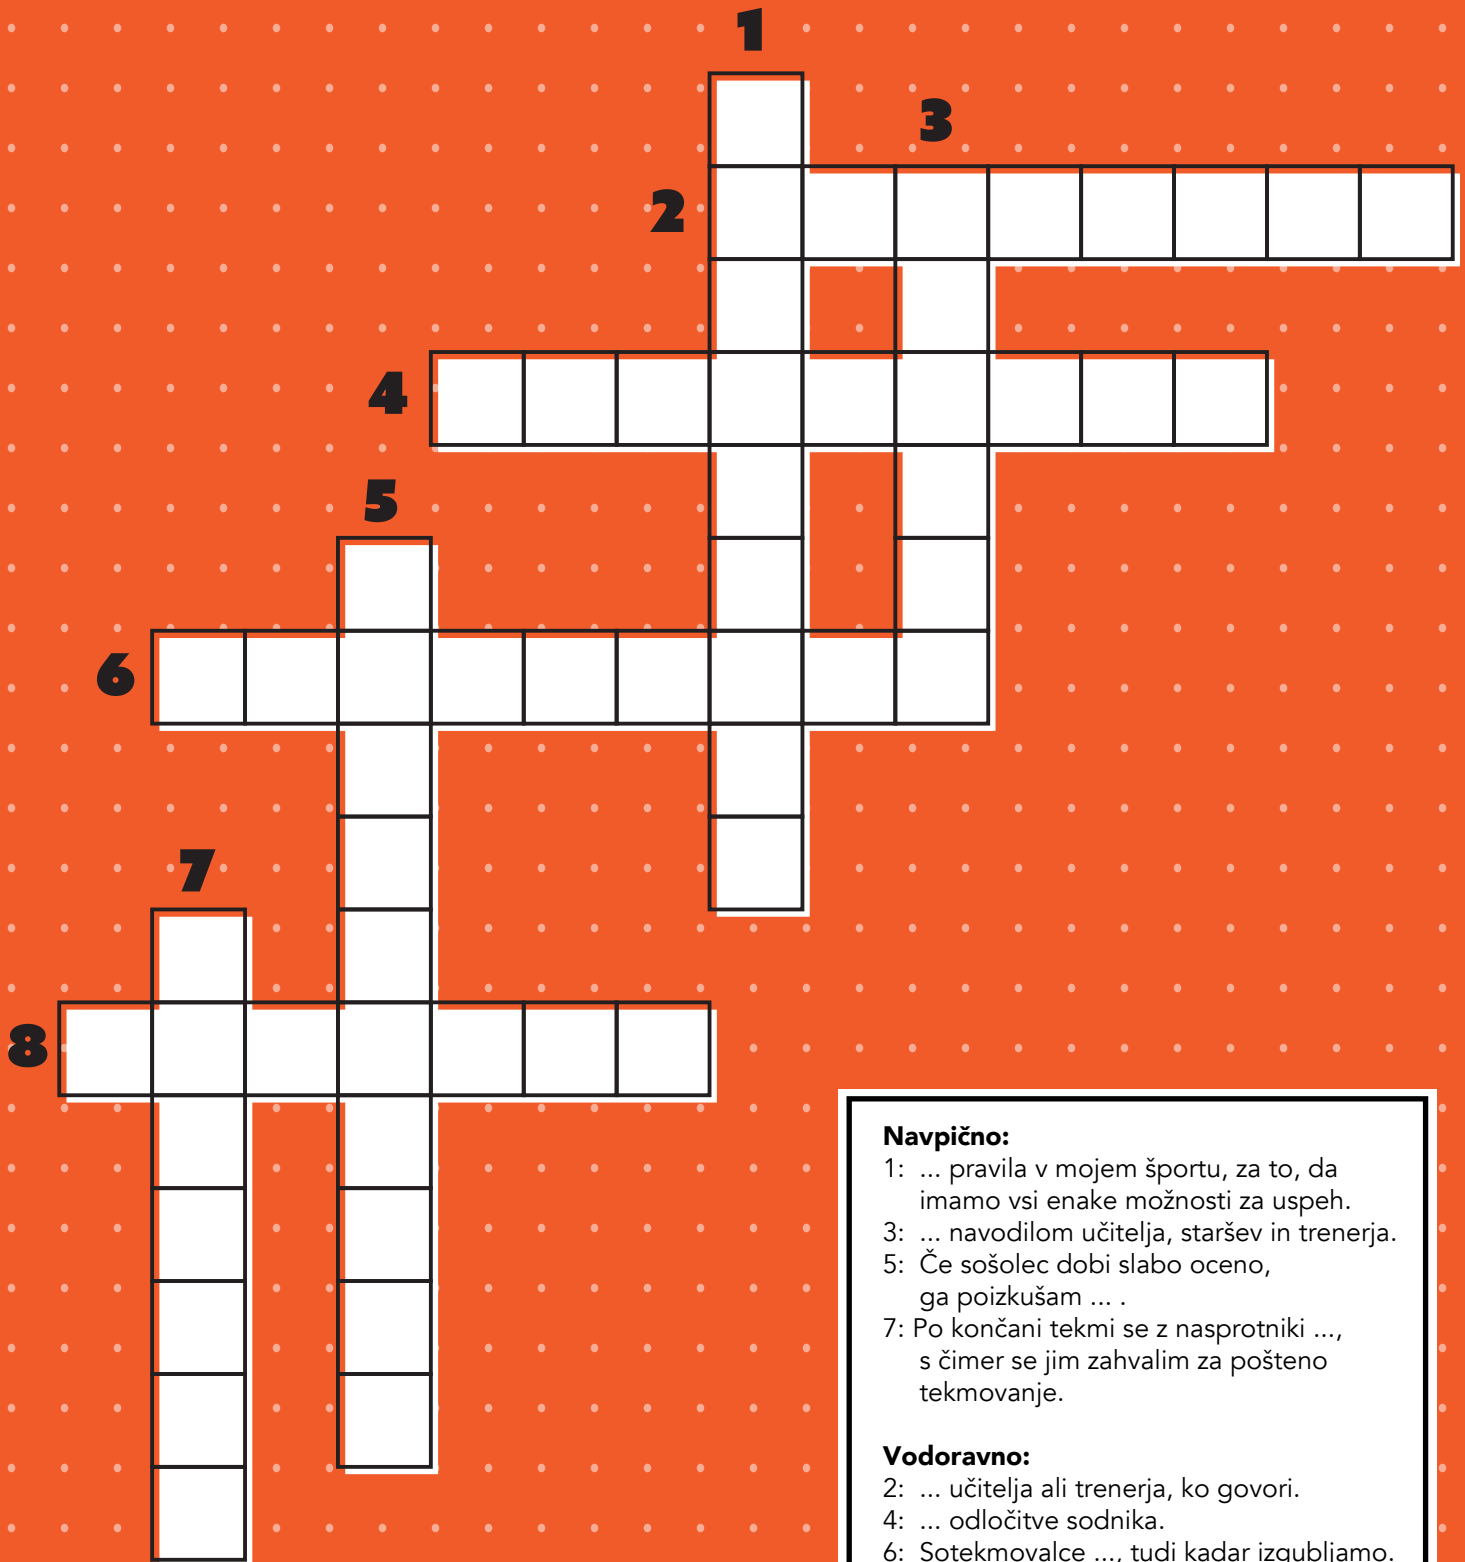 1
3
2
4
5
6
7
8
Navpično:
1: ... pravila v mojem športu, za to, da
imamo vsi enake možnosti za uspeh.
3: ... navodilom učitelja, staršev in trenerja.
5: Če sošolec dobi slabo oceno,
ga poizkušam ... .
7: Po končani tekmi se z nasprotniki ...,
s čimer se jim zahvalim za pošteno
tekmovanje.
Vodoravno:
2: ... učitelja ali trenerja, ko govori.
4: ... odločitve sodnika.
6: Sotekmovalce ..., tudi kadar izgubljamo.